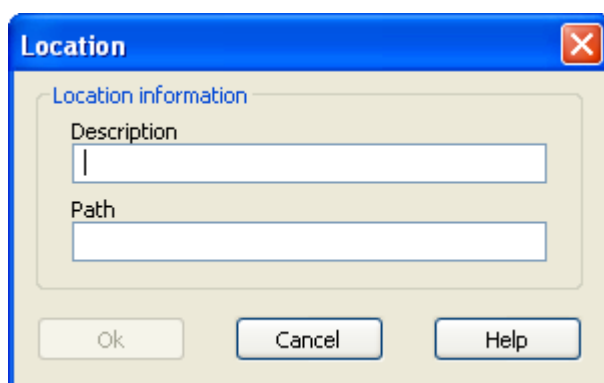 Location
Location information
Description
Path
Ok Cancel Help